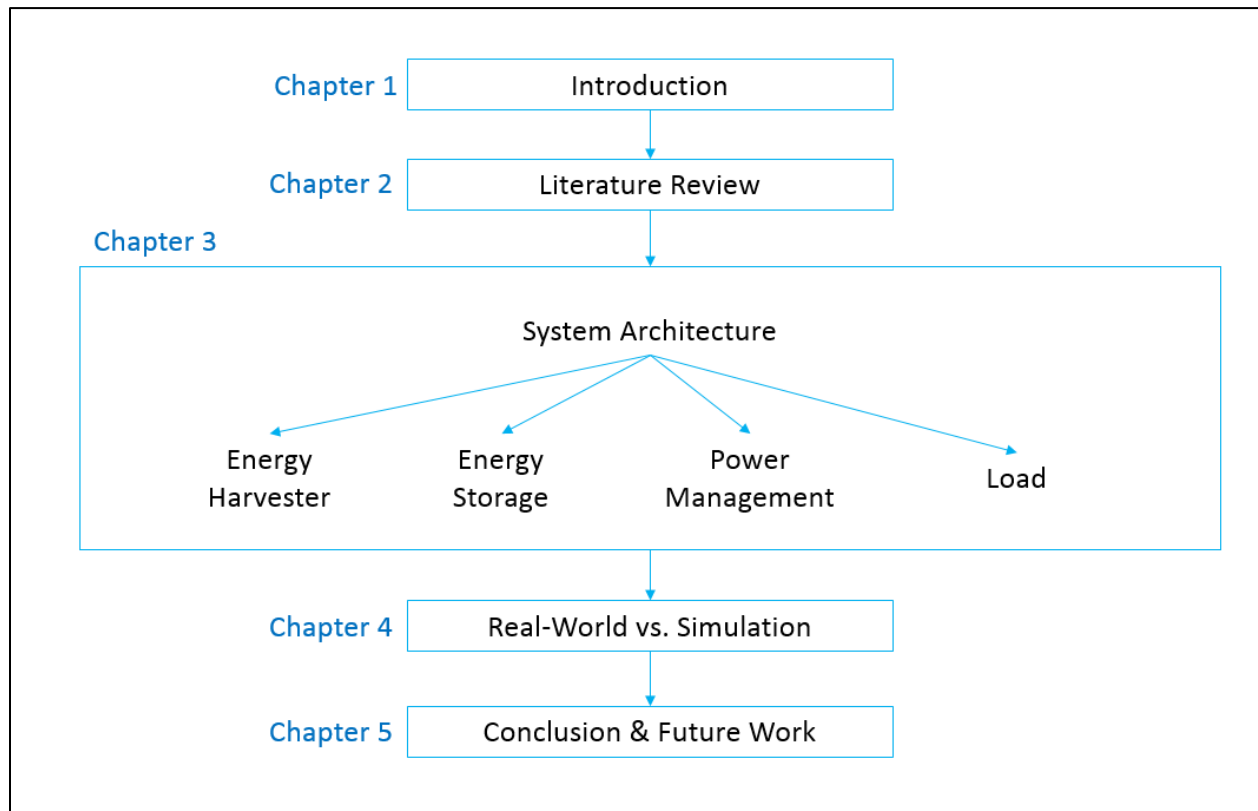 Chapter 1
Introduction
Chapter 2
Literature Review
Chapter 3
System Architecture
Energy
Harvester
Energy
Storage
Power
Management
Load
Chapter 4
Real-World vs. Simulation
Chapter 5
Conclusion & Future Work